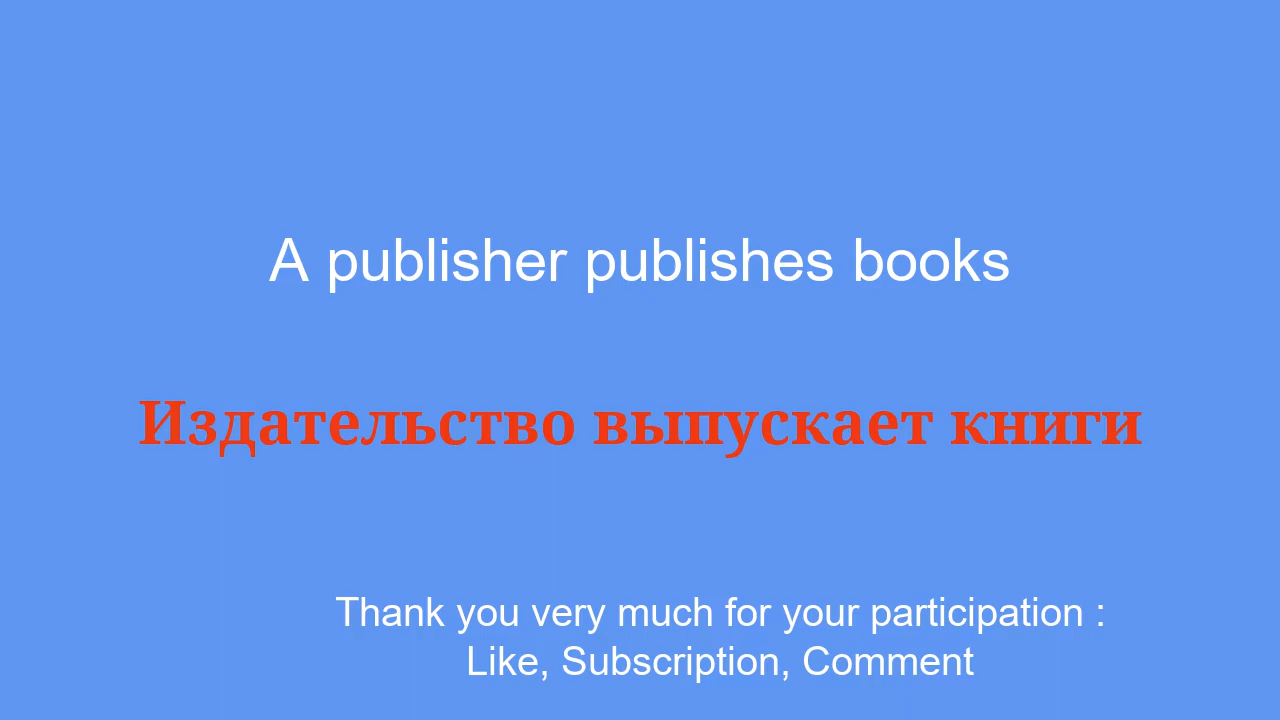 A publisher publishes books
Издательство выпускает книги
Thank you very much for your participation :
Like, Subscription, Comment